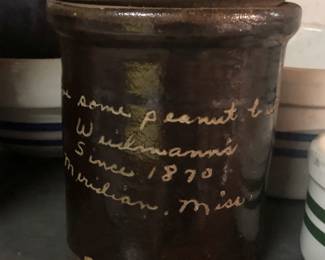 some peanut
Weidmann's
Since 1870
Meridian, Miss